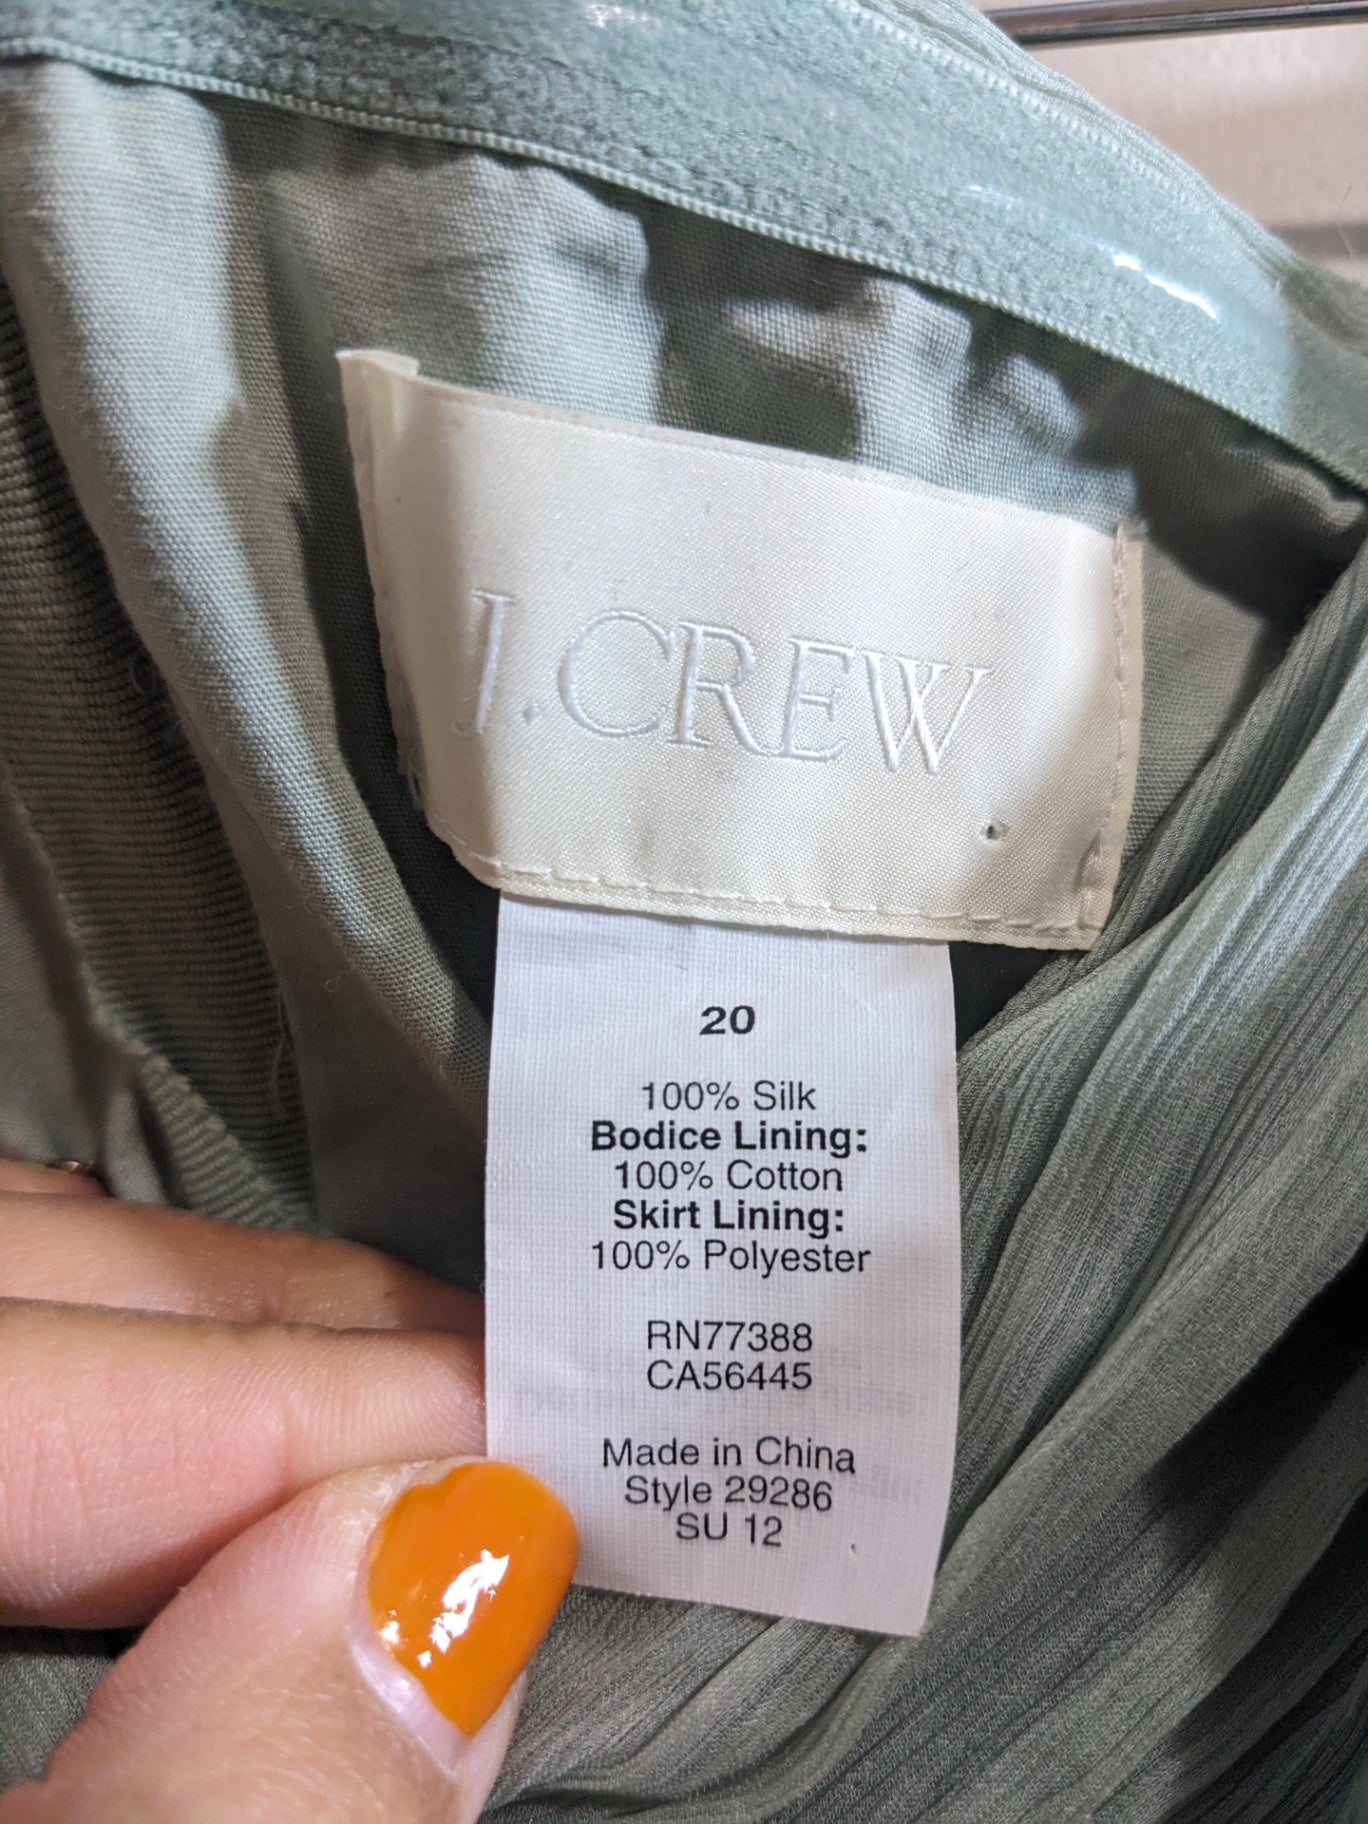 J.CREW
20
100% Silk
Bodice Lining:
100% Cotton
Skirt Lining:
100% Polyester
RN77388
CA56445
Made in China
Style 29286
SU 12